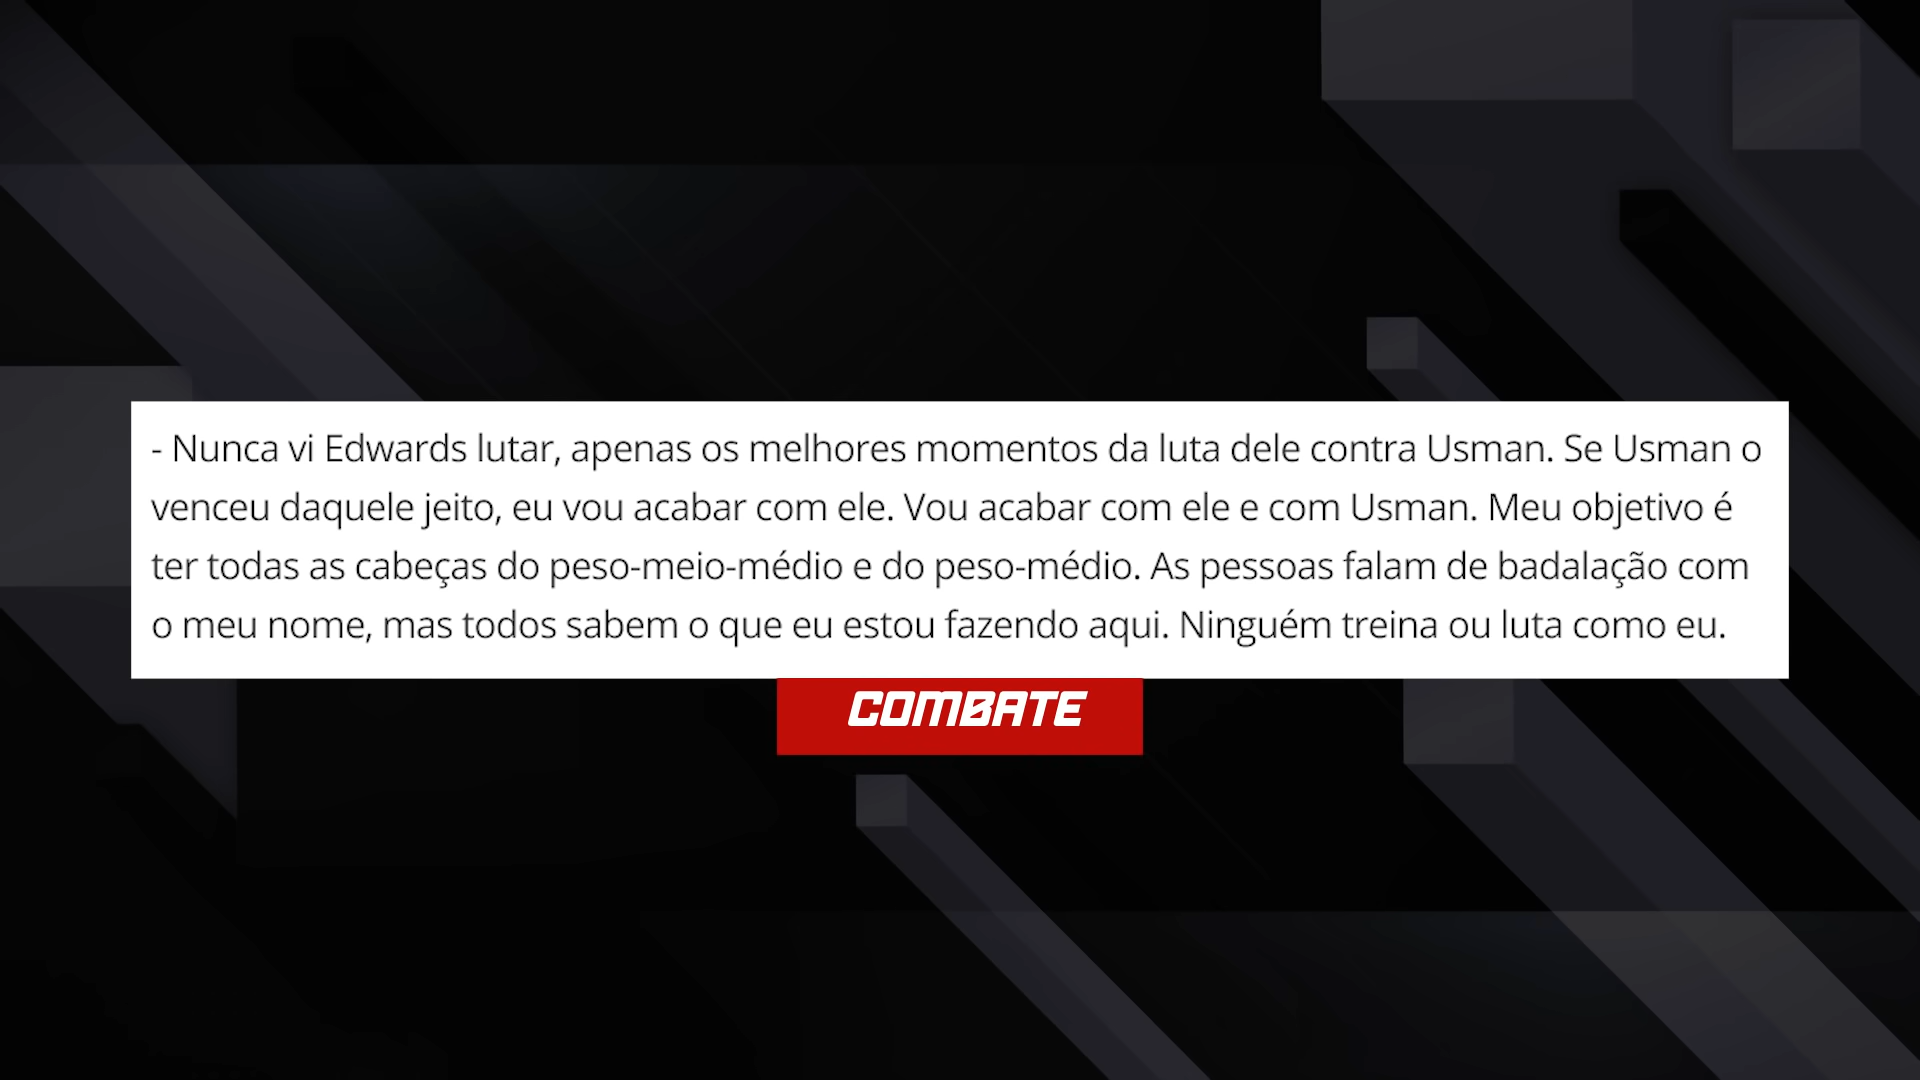 - Nunca vi Edwards lutar, apenas os melhores momentos da luta dele contra Usman. Se Usman o
venceu daquele jeito, eu vou acabar com ele. Vou acabar com ele e com Usman. Meu objetivo é
ter todas as cabeças do peso-meio-médio e do peso-médio. As pessoas falam de badalação com
o meu nome, mas todos sabem o que eu estou fazendo aqui. Ninguém treina ou luta como eu.
COMBATE